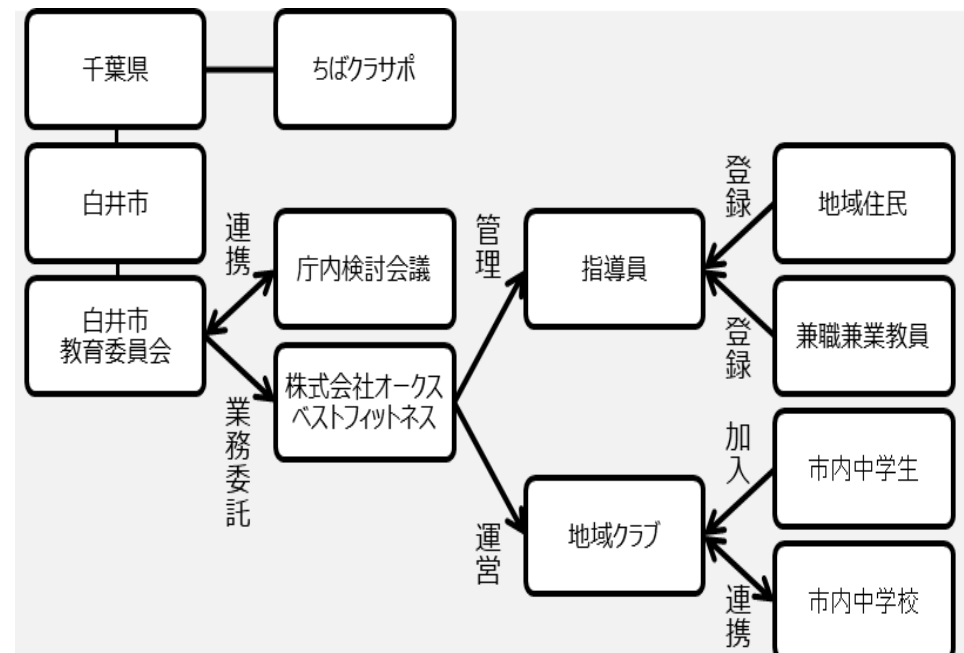 千葉県
ちばクラサポ
白井市
白井市
教育委員会
連携
庁内検討会議
業務委託
株式会社オークス
ベストフィットネス
管理
指導員
運営
地域クラブ
登録
地域住民
登録
兼職兼業教員
加入
市内中学生
連携
市内中学校